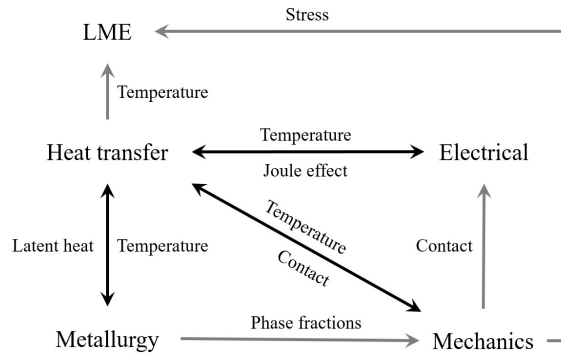 Stress
LME
Temperature
Temperature
Heat transfer
Electrical
Joule effect
Temperature
Latent heat
Temperature
Contact
Contact
Phase fractions
Metallurgy
Mechanics